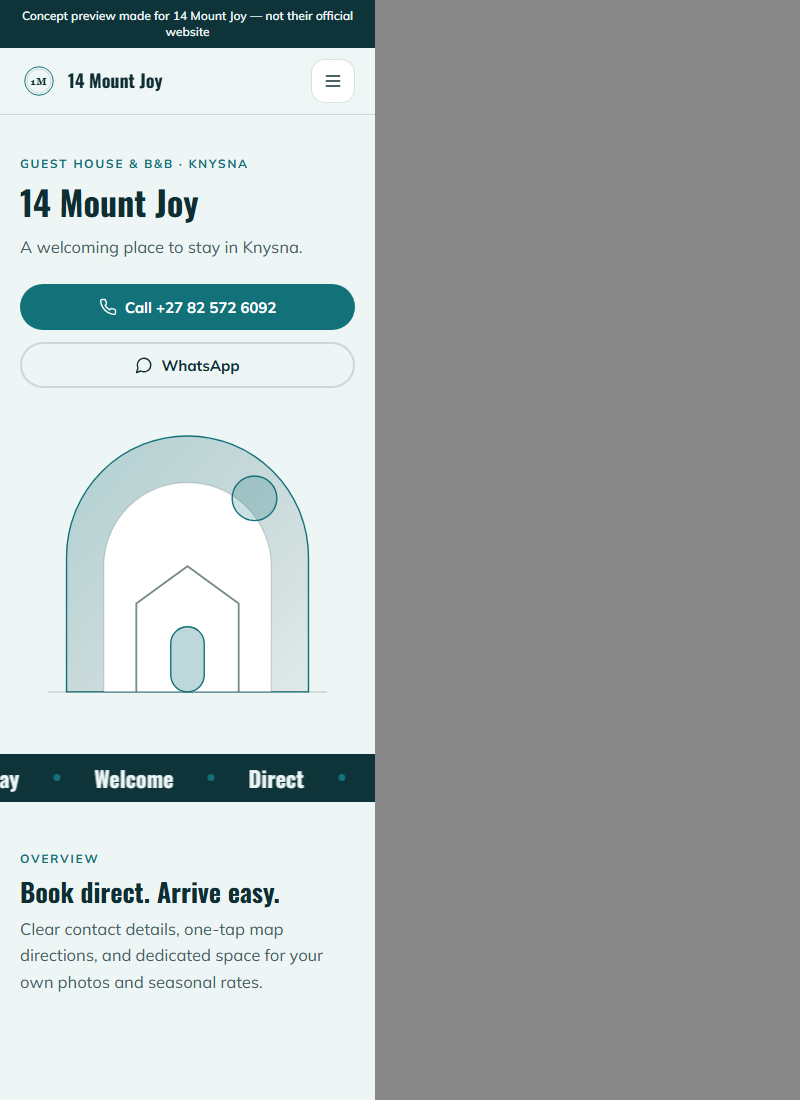 Concept preview made for 14 Mount Joy — not their official
website
1M
14 Mount Joy
GUEST HOUSE & B&B · KNYSNA
14 Mount Joy
A welcoming place to stay in Knysna.
Call +27 82 572 6092
WhatsApp
ay • Welcome • Direct •
OVERVIEW
Book direct. Arrive easy.
Clear contact details, one-tap map
directions, and dedicated space for your
own photos and seasonal rates.